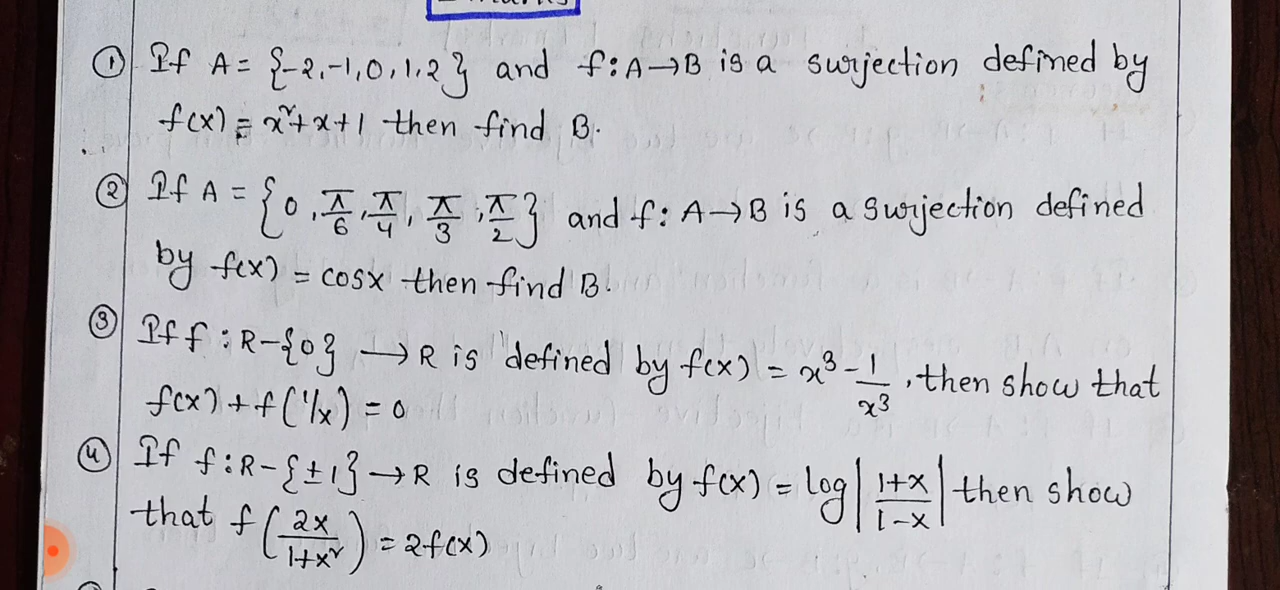 ① If A = {-2,-1,0,1,2} and f:A→B is a surjection defined by
f(x) = x²+x+1 then find B.
② If A = {0, π/6, π/4, π/3, π/2} and f: A→B is a surjection defined
by f(x) = cosx then find B.
③ If f : R-{0} → R is defined by f(x) = x³ - 1/x³, then show that
f(x) + f(1/x) = 0
④ If f:R-{±1}→R is defined by f(x) = log|1+x/1-x| then show
that f(2x/1+x²) = 2f(x)